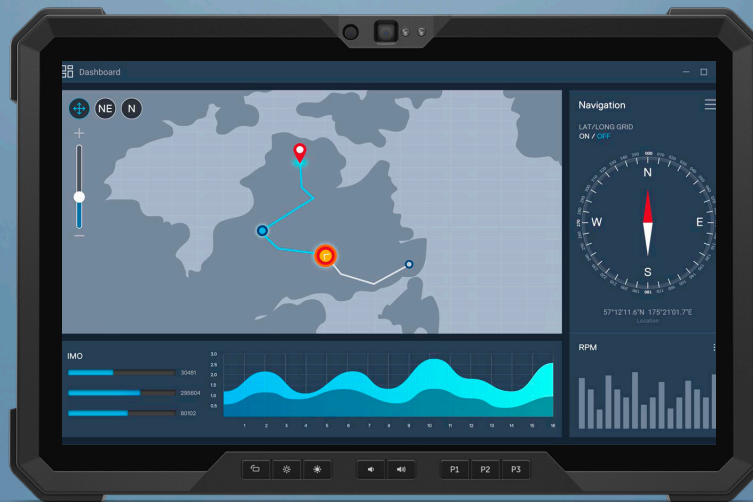 Dashboard
NE N
Navigation
LAT/LONG GRID
ON / OFF
N
W E
S
57°12'11.6"N 175°21'01.7"E
Location
IMO
30481
295604
80102
3.0
2.5
2.0
1.5
1.0
0.5
1 2 3 4 5 6 7 8 9 10 11 12 13 14 15 16
RPM
P1 P2 P3